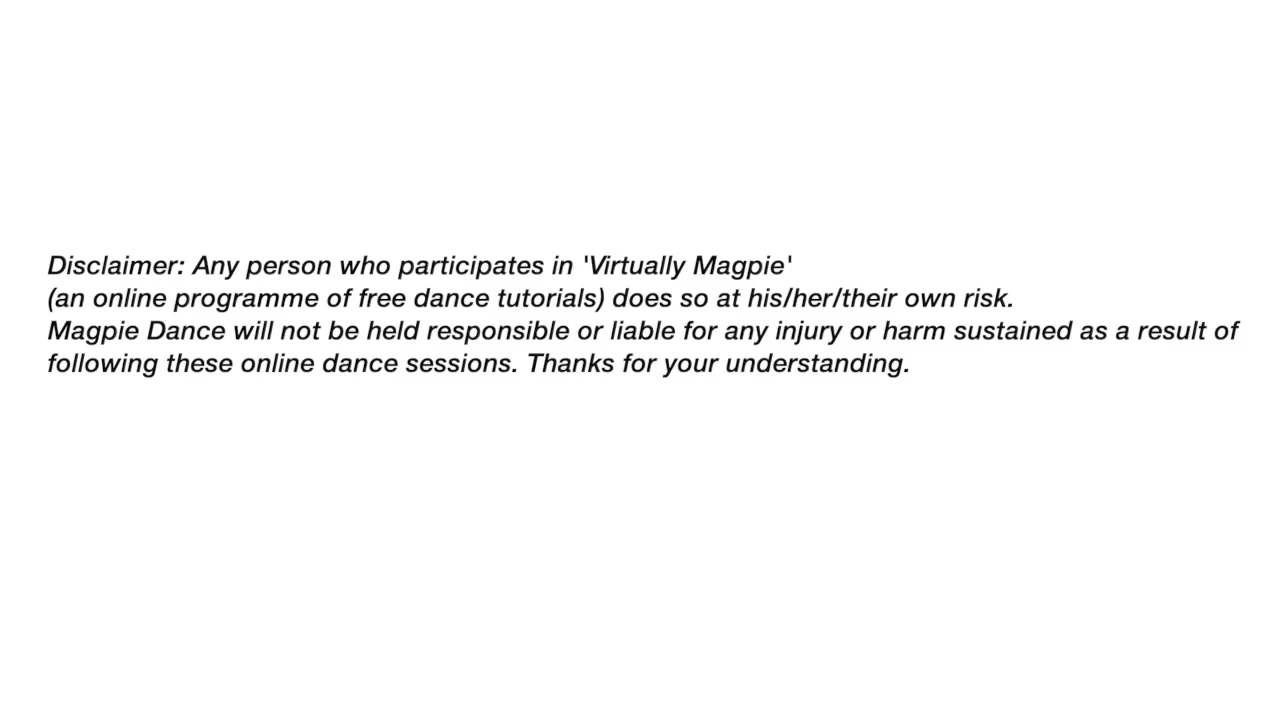 Disclaimer: Any person who participates in 'Virtually Magpie'
(an online programme of free dance tutorials) does so at his/her/their own risk.
Magpie Dance will not be held responsible or liable for any injury or harm sustained as a result of
following these online dance sessions. Thanks for your understanding.